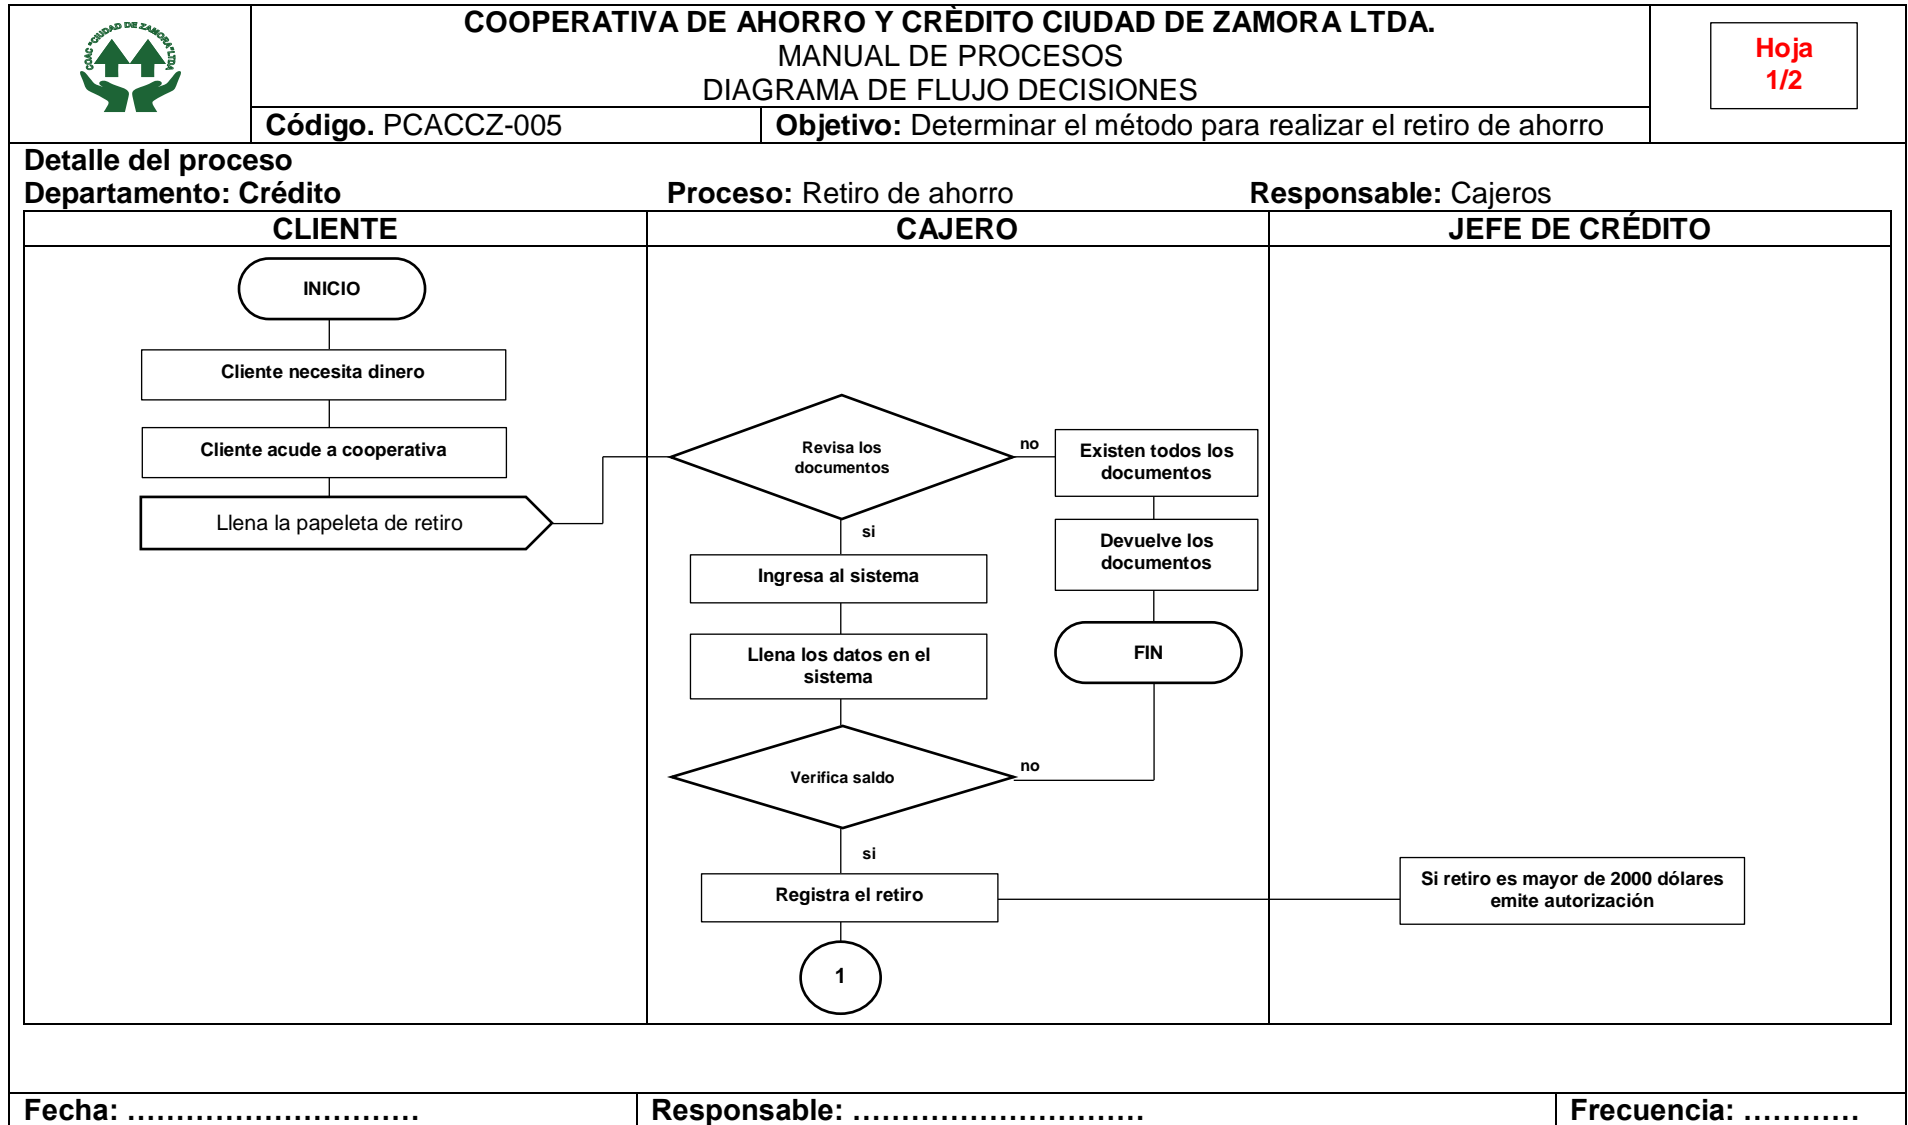 COAC "CIUDAD DE ZAMORA"LTDA
COOPERATIVA DE AHORRO Y CRÈDITO CIUDAD DE ZAMORA LTDA.
MANUAL DE PROCESOS
DIAGRAMA DE FLUJO DECISIONES
Hoja
1/2
Código. PCACCZ-005
Objetivo: Determinar el método para realizar el retiro de ahorro
Detalle del proceso
Departamento: Crédito
Proceso: Retiro de ahorro
Responsable: Cajeros
CLIENTE
CAJERO
JEFE DE CRÉDITO
INICIO
Cliente necesita dinero
Cliente acude a cooperativa
Llena la papeleta de retiro
Revisa los
documentos
no
Existen todos los
documentos
Devuelve los
documentos
FIN
si
Ingresa al sistema
Llena los datos en el
sistema
Verifica saldo
no
si
Registra el retiro
Si retiro es mayor de 2000 dólares
emite autorización
1
Fecha: …………………………
Responsable: …………………………
Frecuencia: …………